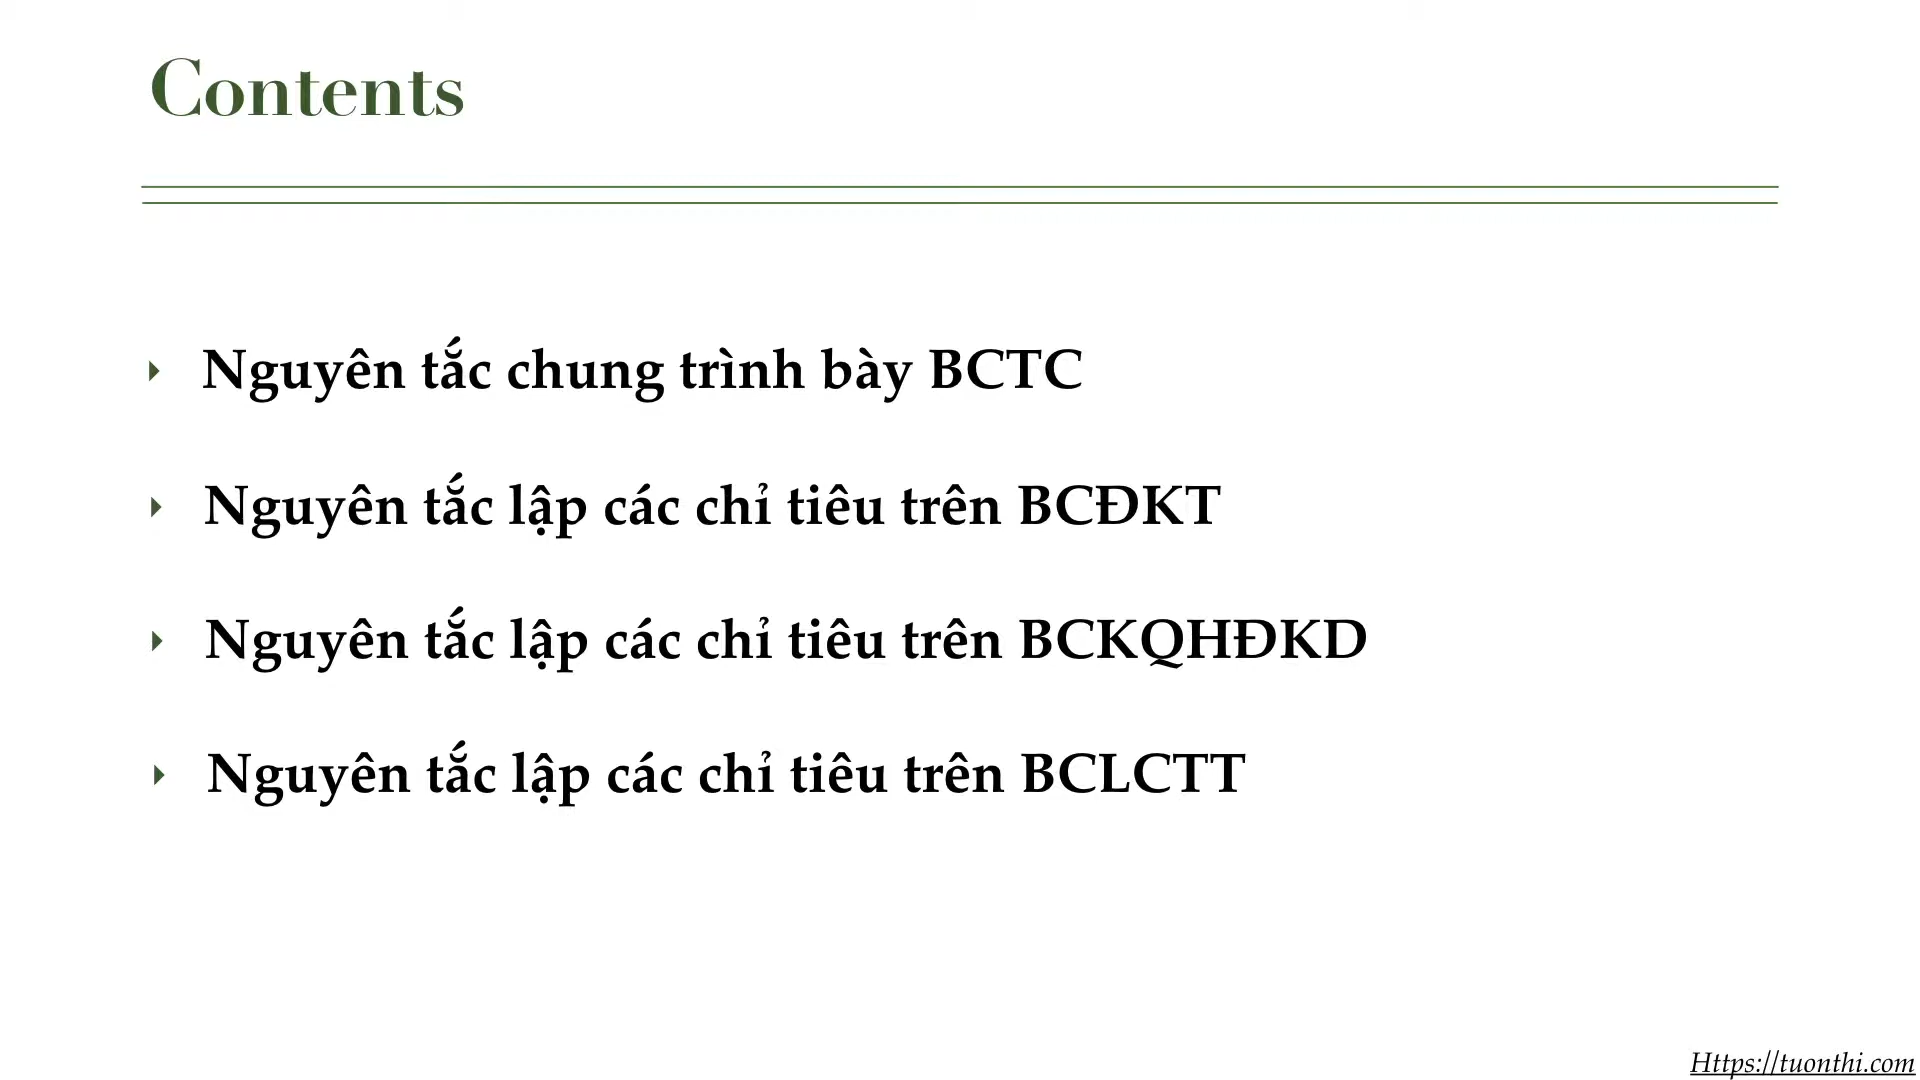 Contents
Nguyên tắc chung trình bày BCTC
Nguyên tắc lập các chỉ tiêu trên BCĐKT
Nguyên tắc lập các chỉ tiêu trên BCKQHĐKD
Nguyên tắc lập các chỉ tiêu trên BCLCTT
Https://tuonthi.com